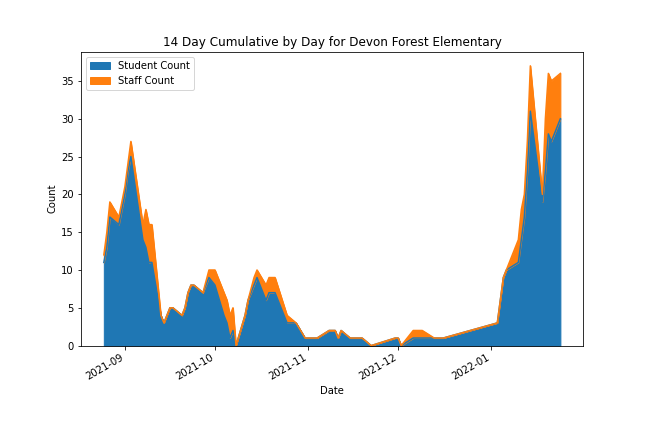 14 Day Cumulative by Day for Devon Forest Elementary
Student Count
Staff Count
35
30
25
20
15
10
5
0
Count
2021-09
2021-10
2021-11
2021-12
2022-01
Date